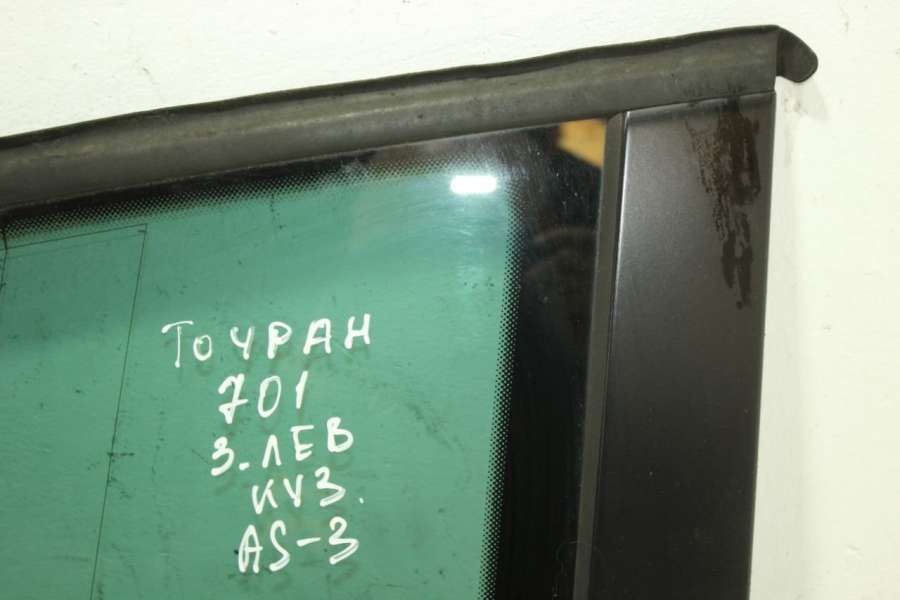 ТОУРАН
701
З.ЛЕВ
КУЗ.
AS-3